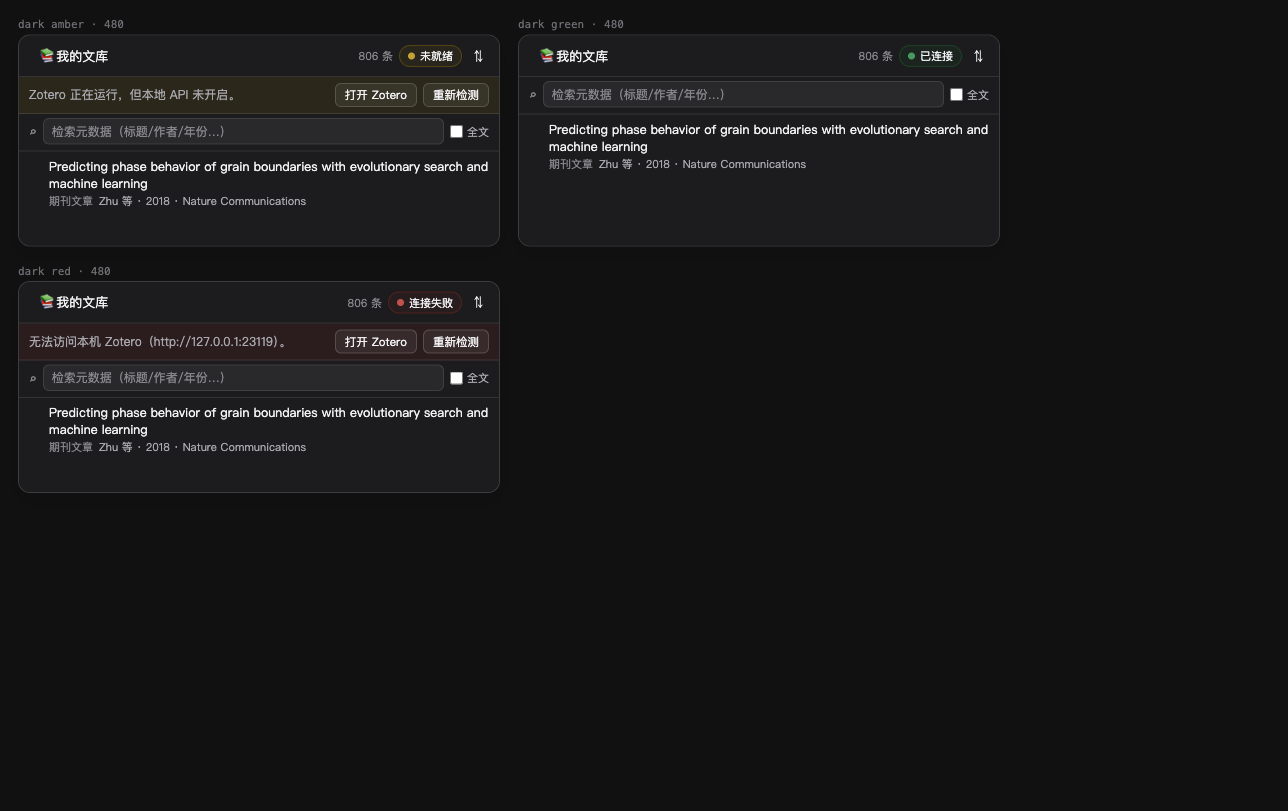 dark amber · 480
我的文库
806 条
未就绪
Zotero 正在运行，但本地 API 未开启。
打开 Zotero
重新检测
检索元数据（标题/作者/年份…）
全文
Predicting phase behavior of grain boundaries with evolutionary search and
machine learning
期刊文章 Zhu 等 · 2018 · Nature Communications
dark green · 480
我的文库
806 条
已连接
检索元数据（标题/作者/年份…）
全文
Predicting phase behavior of grain boundaries with evolutionary search and
machine learning
期刊文章 Zhu 等 · 2018 · Nature Communications
dark red · 480
我的文库
806 条
连接失败
无法访问本机 Zotero（http://127.0.0.1:23119）。
打开 Zotero
重新检测
检索元数据（标题/作者/年份…）
全文
Predicting phase behavior of grain boundaries with evolutionary search and
machine learning
期刊文章 Zhu 等 · 2018 · Nature Communications